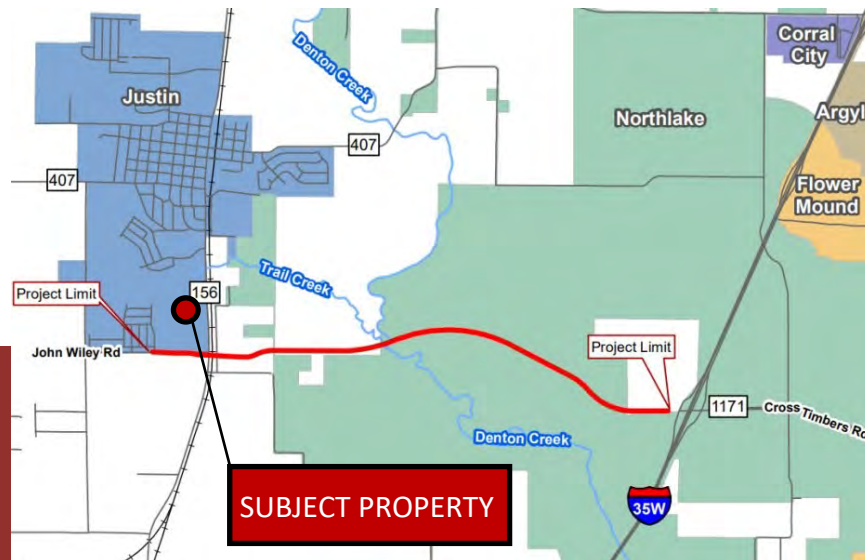 Corral
City
Denton Creek
Justin
Northlake
Argyl
407
407
Flower
Mound
Trail Creek
156
Project Limit
John Wiley Rd
Project Limit
1171
Cross Timbers Rd
Denton Creek
SUBJECT PROPERTY
35W